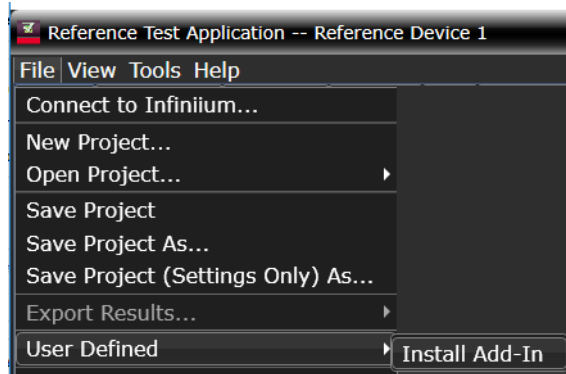 Reference Test Application -- Reference Device 1
File View Tools Help
Connect to Infiniium...
New Project...
Open Project...
Save Project
Save Project As...
Save Project (Settings Only) As...
Export Results...
User Defined
Install Add-In